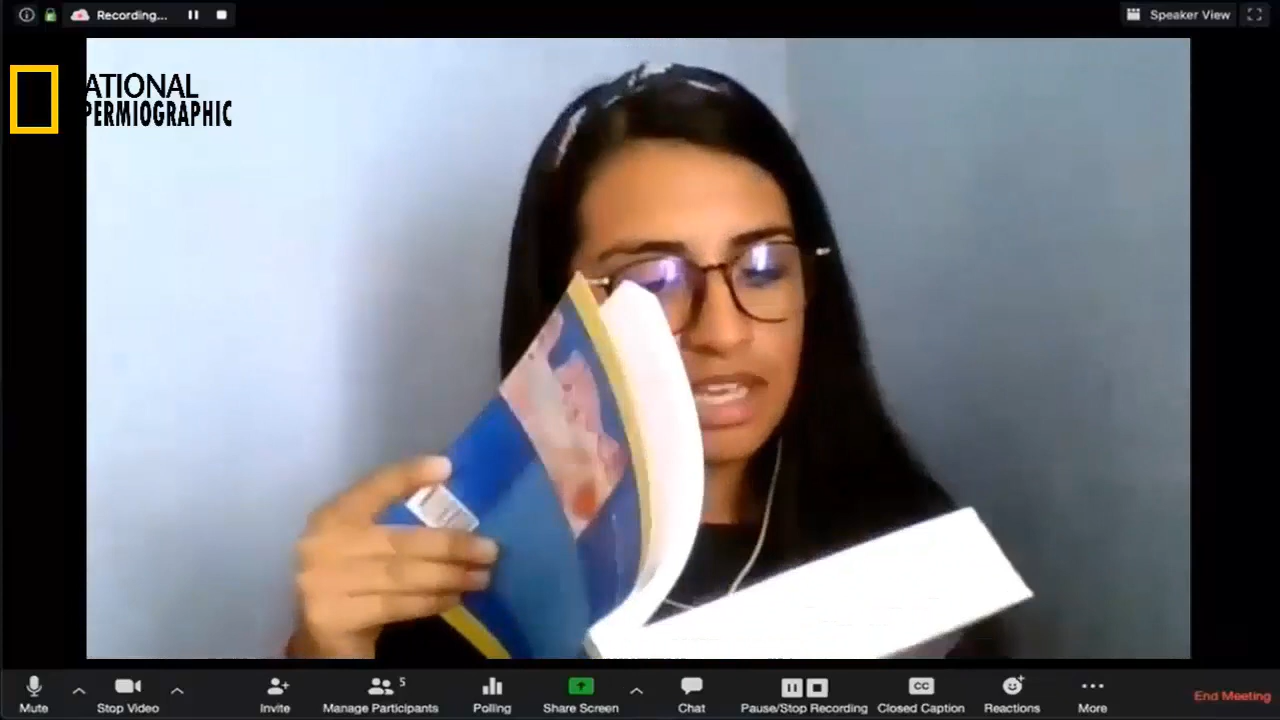 Recording...
Speaker View
ATIONAL
PERMIOGRAPHIC
Mute
Stop Video
Invite
5
Manage Participants
Polling
Share Screen
Chat
Pause/Stop Recording
CC
Closed Caption
Reactions
More
End Meeting